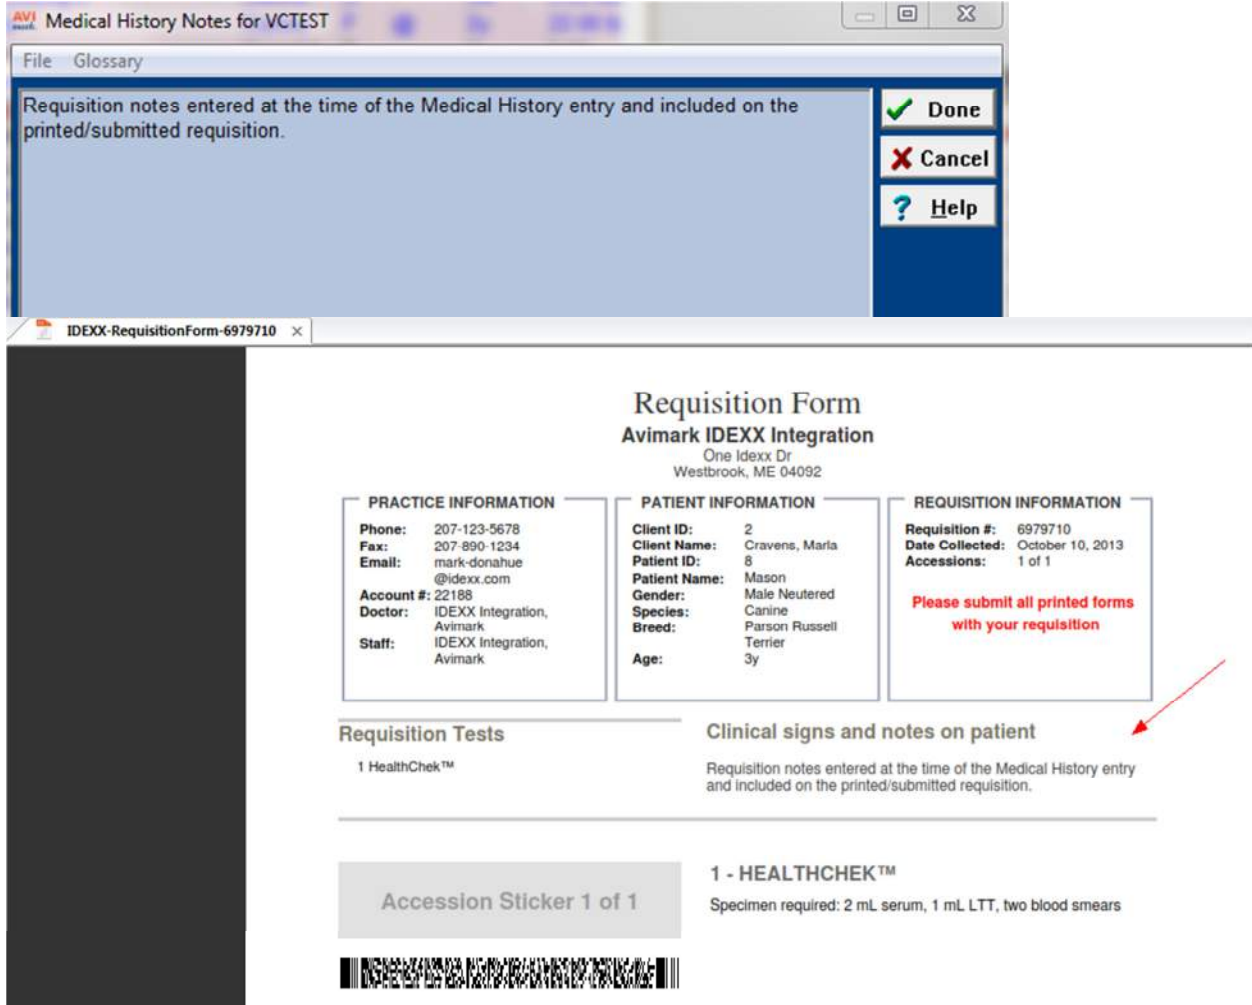 AVI mark. Medical History Notes for VCTEST
File Glossary
Requisition notes entered at the time of the Medical History entry and included on the
printed/submitted requisition.
Done
Cancel
? Help
IDEXX-RequisitionForm-6979710 ×
Requisition Form
Avimark IDEXX Integration
One Idexx Dr
Westbrook, ME 04092
PRACTICE INFORMATION
Phone: 207-123-5678
Fax: 207-890-1234
Email: mark-donahue
@idexx.com
Account #: 22188
Doctor: IDEXX Integration,
Avimark
Staff: IDEXX Integration,
Avimark
PATIENT INFORMATION
Client ID: 2
Client Name: Cravens, Marla
Patient ID: 8
Patient Name: Mason
Gender: Male Neutered
Species: Canine
Breed: Parson Russell
Terrier
Age: 3y
REQUISITION INFORMATION
Requisition #: 6979710
Date Collected: October 10, 2013
Accessions: 1 of 1
Please submit all printed forms
with your requisition
Requisition Tests
1 HealthChek™
Clinical signs and notes on patient
Requisition notes entered at the time of the Medical History entry
and included on the printed/submitted requisition.
Accession Sticker 1 of 1
1 - HEALTHCHEK™
Specimen required: 2 mL serum, 1 mL LTT, two blood smears